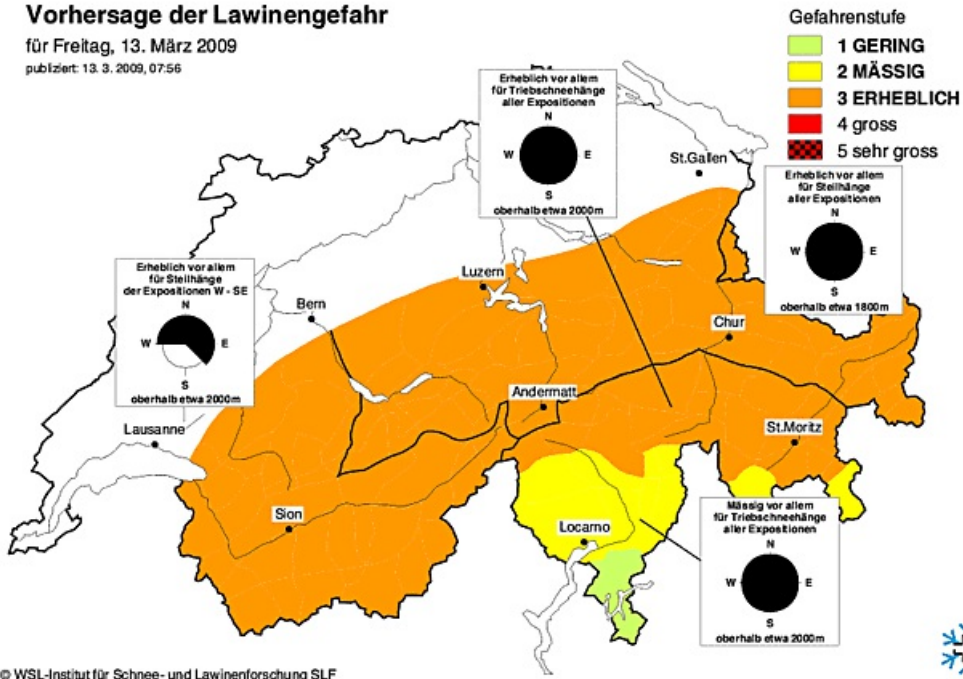 Vorhersage der Lawinengefahr
für Freitag, 13. März 2009
publiziert: 13. 3. 2009, 07:56
Gefahrenstufe
1 GERING
2 MÄSSIG
3 ERHEBLICH
4 gross
5 sehr gross
Erheblich vor allem
für Triebschneehänge
aller Expositionen
N
W E
S
oberhalb etwa 2000m
St.Gallen
Erheblich vor allem
für Steilhänge
aller Expositionen
N
W E
S
oberhalb etwa 1800m
Erheblich vor allem
für Steilhänge
der Expositionen W - SE
N
W E
S
oberhalb etwa 2000m
Luzern
Bern
Chur
Andermatt
Lausanne
St.Moritz
Sion
Locarno
Mässig vor allem
für Triebschneehänge
aller Expositionen
N
W E
S
oberhalb etwa 2000m
© WSL-Institut für Schnee- und Lawinenforschung SLF